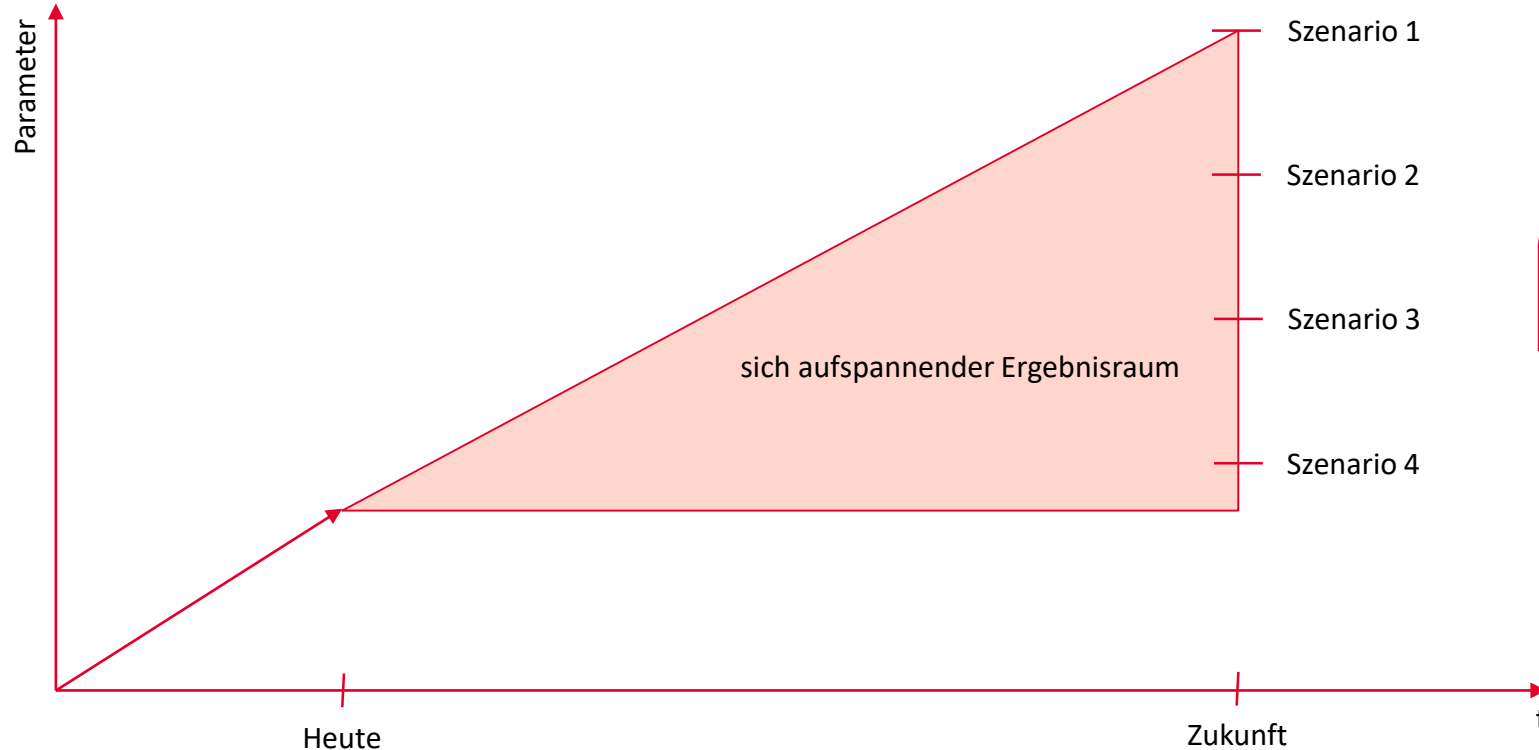 Parameter
Szenario 1
Szenario 2
Szenario 3
sich aufspannender Ergebnisraum
Szenario 4
Heute
Zukunft
t